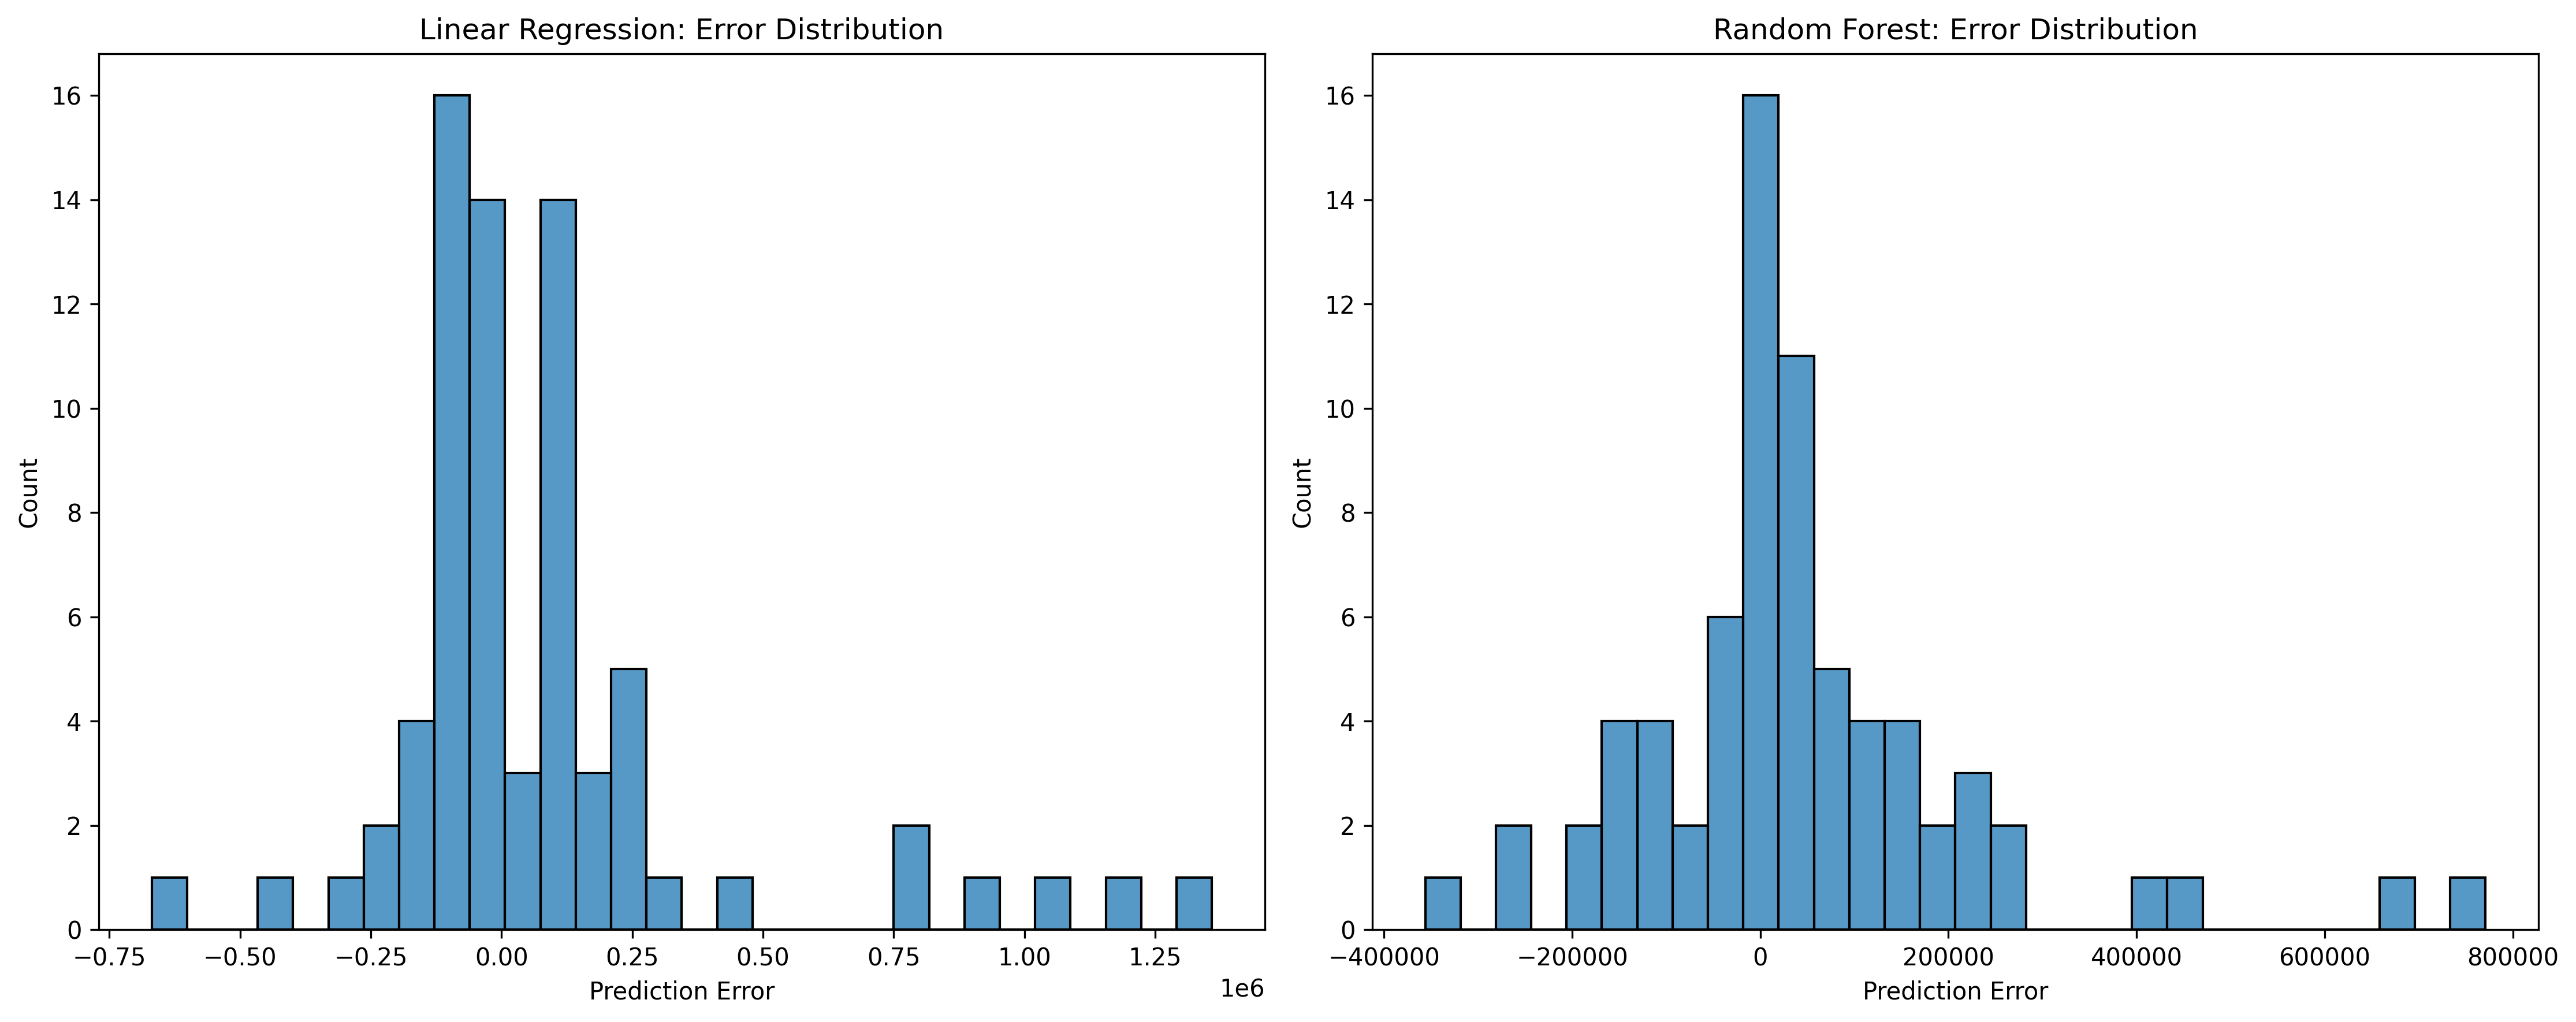 Linear Regression: Error Distribution
16
14
12
10
8
6
4
2
0
Count
−0.75 −0.50 −0.25 0.00 0.25 0.50 0.75 1.00 1.25
1e6
Prediction Error
Random Forest: Error Distribution
16
14
12
10
8
6
4
2
0
Count
−400000 −200000 0 200000 400000 600000 800000
Prediction Error